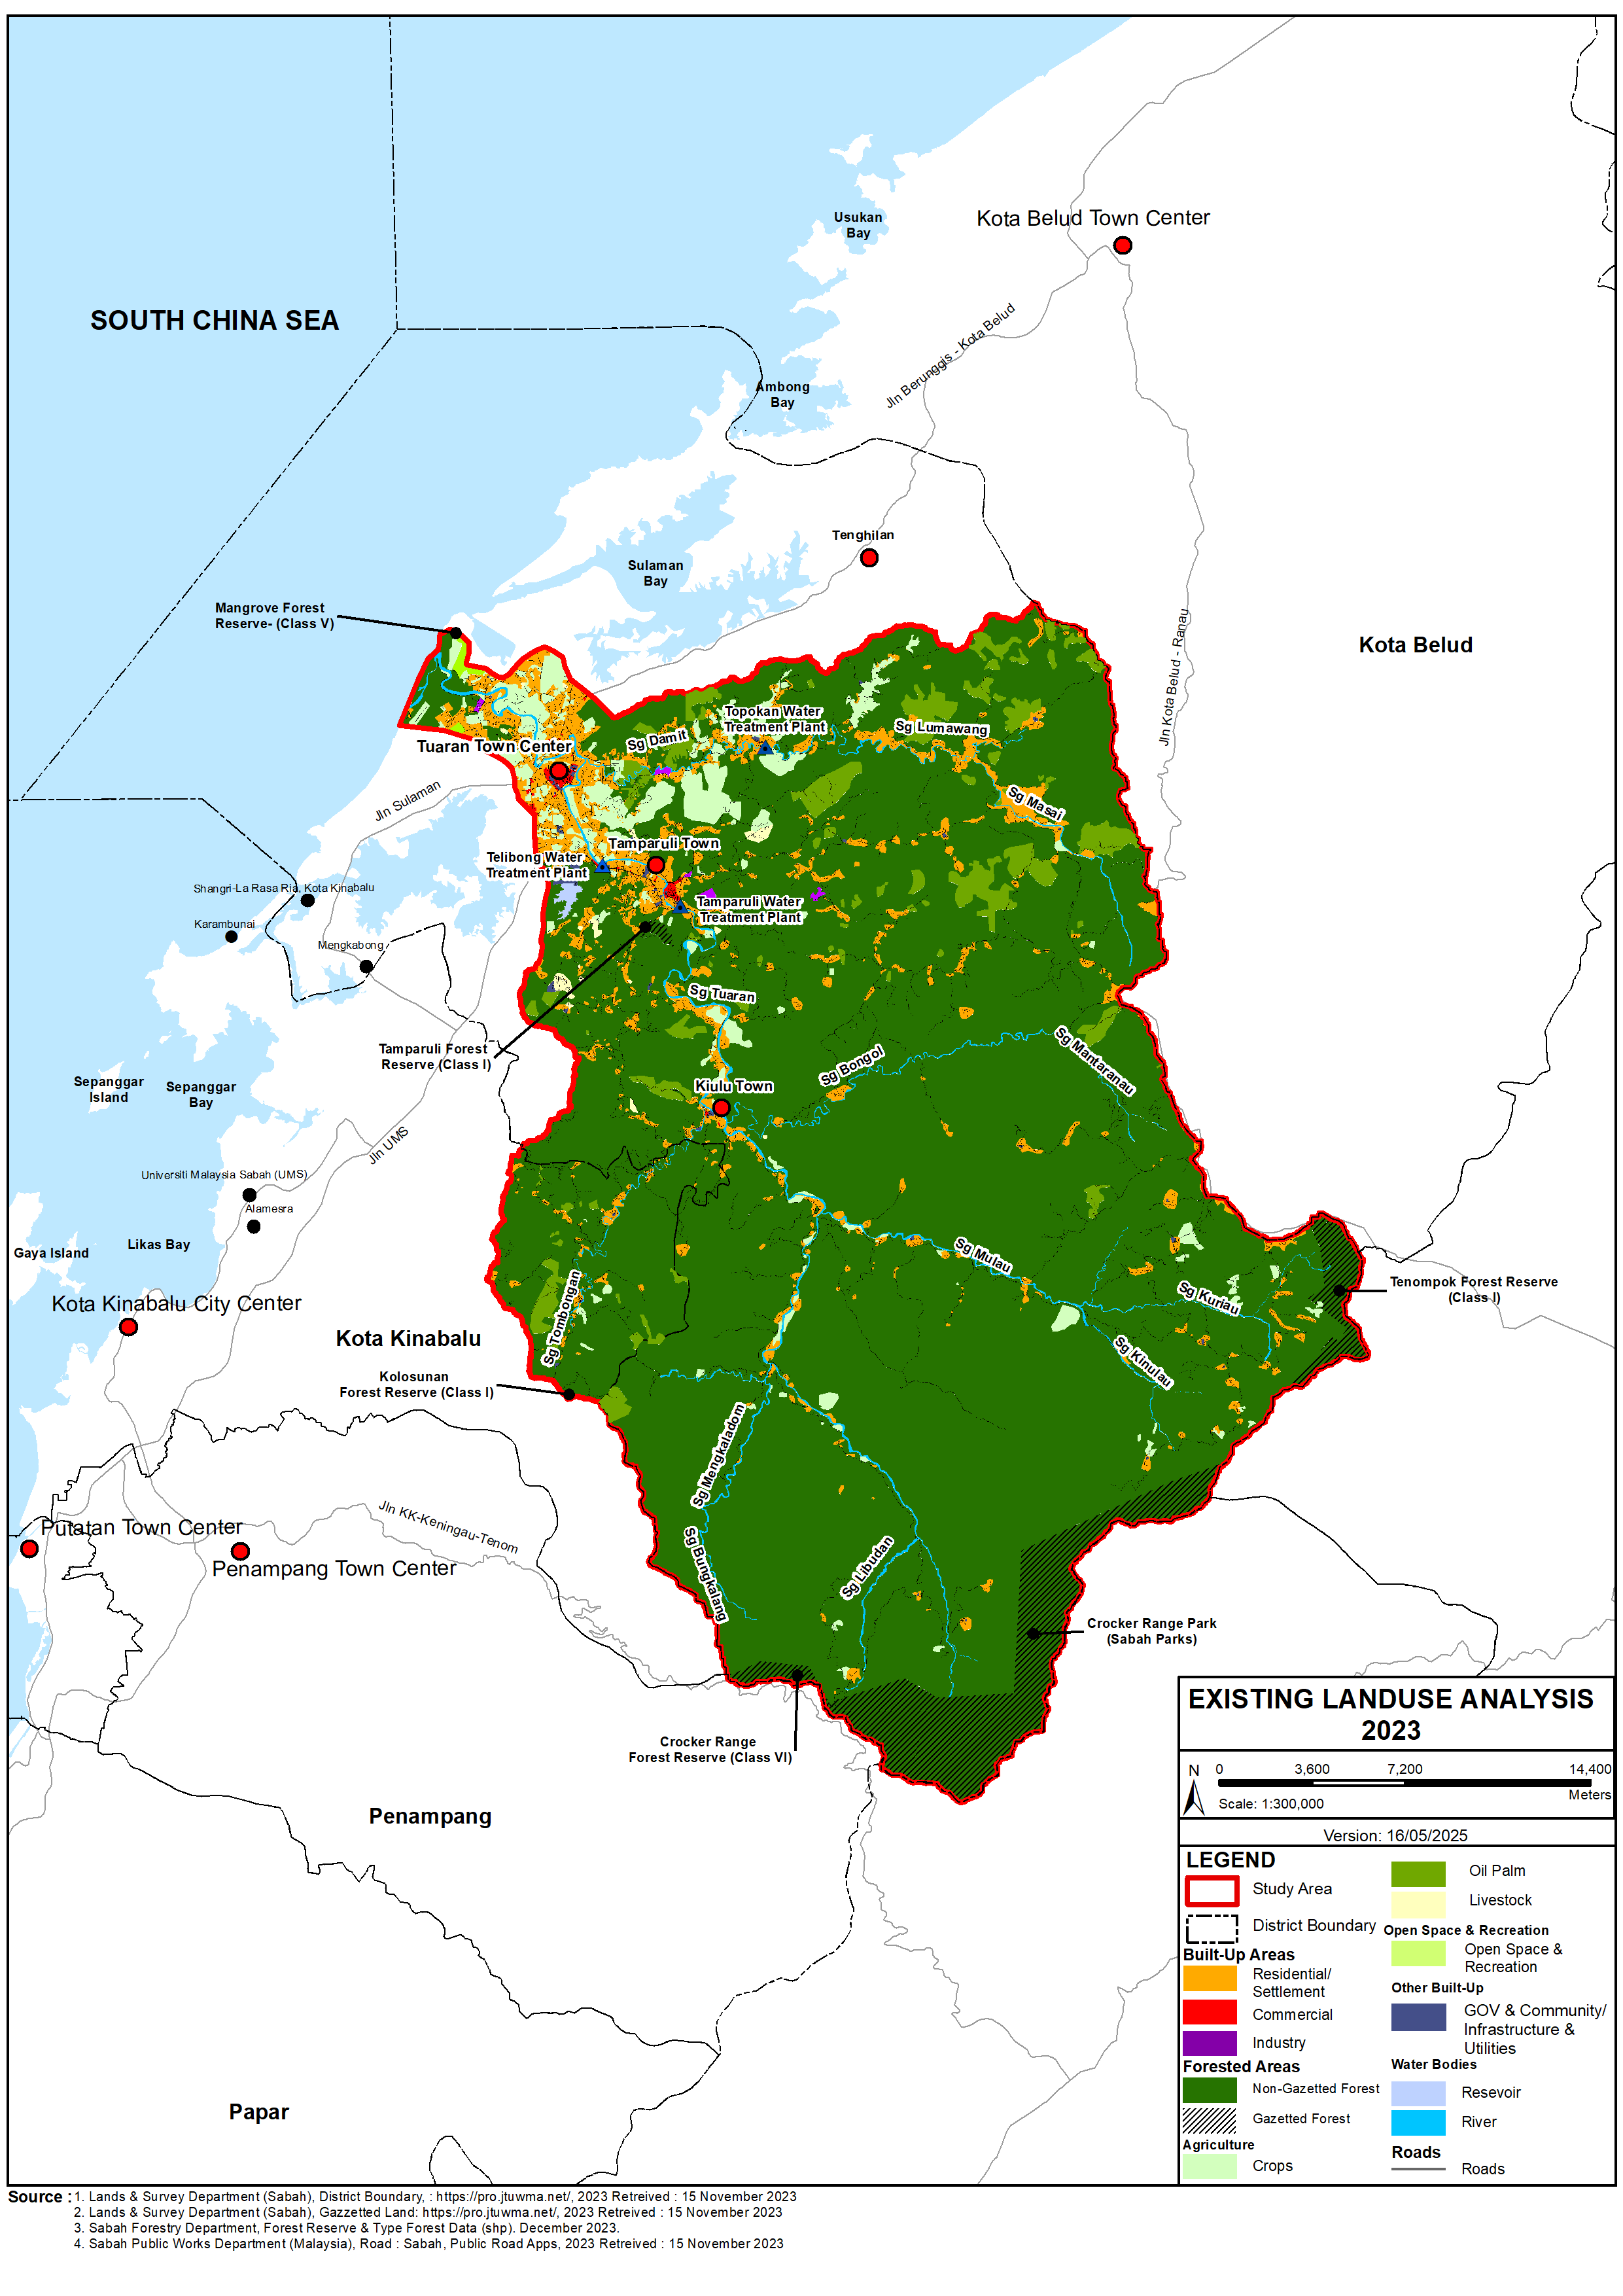 Usukan
Bay
Kota Belud Town Center
SOUTH CHINA SEA
Jln Berunggis - Kota Belud
Ambong
Bay
Tenghilan
Sulaman
Bay
Mangrove Forest
Reserve- (Class V)
Jln Kota Belud - Ranau
Kota Belud
Topokan Water
Treatment Plant
Sg Lumawang
Sg Damit
Tuaran Town Center
Jln Sulaman
Sg Masai
Tamparuli Town
Telibong Water
Treatment Plant
Shangri-La Rasa Ria, Kota Kinabalu
Tamparuli Water
Treatment Plant
Karambunai
Mengkabong
Sg Tuaran
Tamparuli Forest
Reserve (Class I)
Sg Bongol
Sg Mantaranau
Sepanggar
Island
Sepanggar
Bay
Kiulu Town
Jln UMS
Universiti Malaysia Sabah (UMS)
Alamesra
Likas Bay
Gaya Island
Sg Mulau
Tenompok Forest Reserve
(Class I)
Sg Kuriau
Kota Kinabalu City Center
Sg Tombongan
Kota Kinabalu
Sg Kinulau
Kolosunan
Forest Reserve (Class I)
Sg Mengkaladom
Jln KK-Keningau-Tenom
Putatan Town Center
Penampang Town Center
Sg Bungkalang
Sg Libudan
Crocker Range Park
(Sabah Parks)
Crocker Range
Forest Reserve (Class VI)
Penampang
Papar
EXISTING LANDUSE ANALYSIS
2023
N
0 3,600 7,200 14,400
Meters
Scale: 1:300,000
Version: 16/05/2025
LEGEND
Study Area
District Boundary
Built-Up Areas
Residential/
Settlement
Commercial
Industry
Forested Areas
Non-Gazetted Forest
Gazetted Forest
Agriculture
Crops
Oil Palm
Livestock
Open Space & Recreation
Open Space &
Recreation
Other Built-Up
GOV & Community/
Infrastructure &
Utilities
Water Bodies
Resevoir
River
Roads
Roads
Source : 1. Lands & Survey Department (Sabah), District Boundary, : https://pro.jtuwma.net/, 2023 Retreived : 15 November 2023
2. Lands & Survey Department (Sabah), Gazzetted Land: https://pro.jtuwma.net/, 2023 Retreived : 15 November 2023
3. Sabah Forestry Department, Forest Reserve & Type Forest Data (shp). December 2023.
4. Sabah Public Works Department (Malaysia), Road : Sabah, Public Road Apps, 2023 Retreived : 15 November 2023